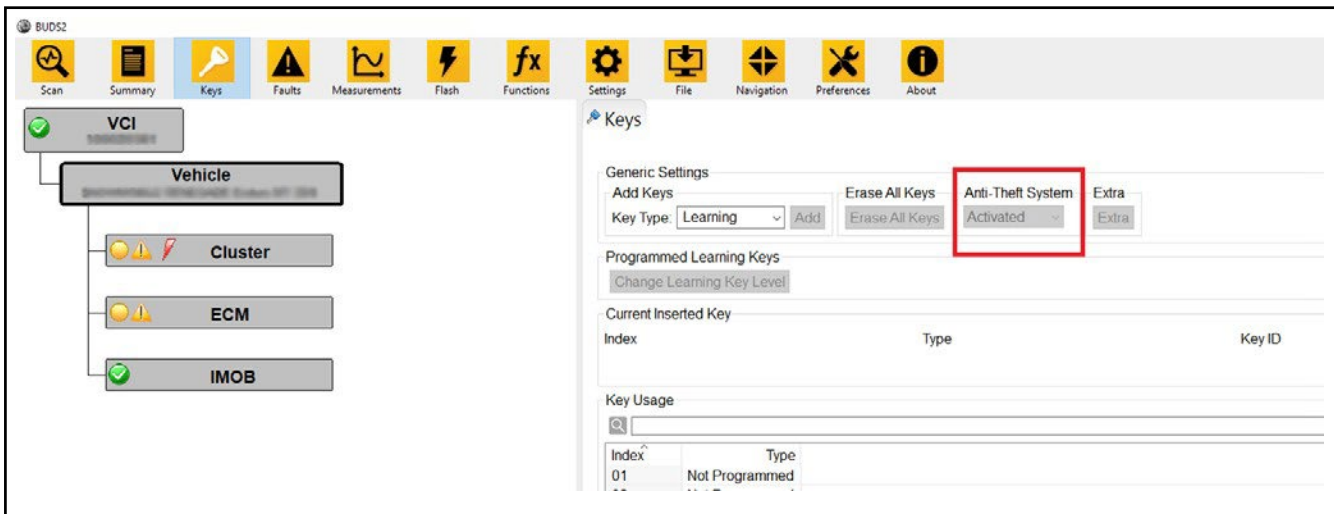 BUDS2
Scan Summary Keys Faults Measurements Flash Functions Settings File Navigation Preferences About
VCI
Vehicle
Cluster
ECM
IMOB
Keys
Generic Settings
Add Keys Erase All Keys Anti-Theft System Extra
Key Type: Learning Add Erase All Keys Activated Extra
Programmed Learning Keys
Change Learning Key Level
Current Inserted Key
Index Type Key ID
Key Usage
Index Type
01 Not Programmed